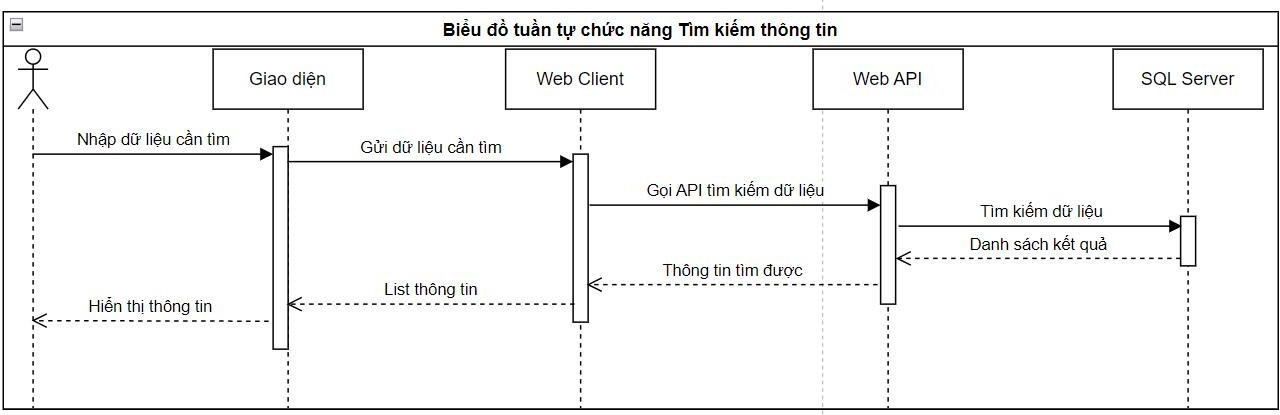 Biểu đồ tuần tự chức năng Tìm kiếm thông tin
Giao diện
Web Client
Web API
SQL Server
Nhập dữ liệu cần tìm
Gửi dữ liệu cần tìm
Gọi API tìm kiếm dữ liệu
Tìm kiếm dữ liệu
Danh sách kết quả
Thông tin tìm được
List thông tin
Hiển thị thông tin